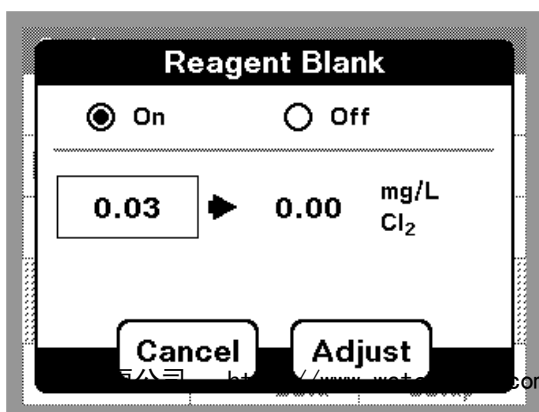 Reagent Blank
On Off
0.03 0.00 mg/L
Cl₂
Cancel Adjust